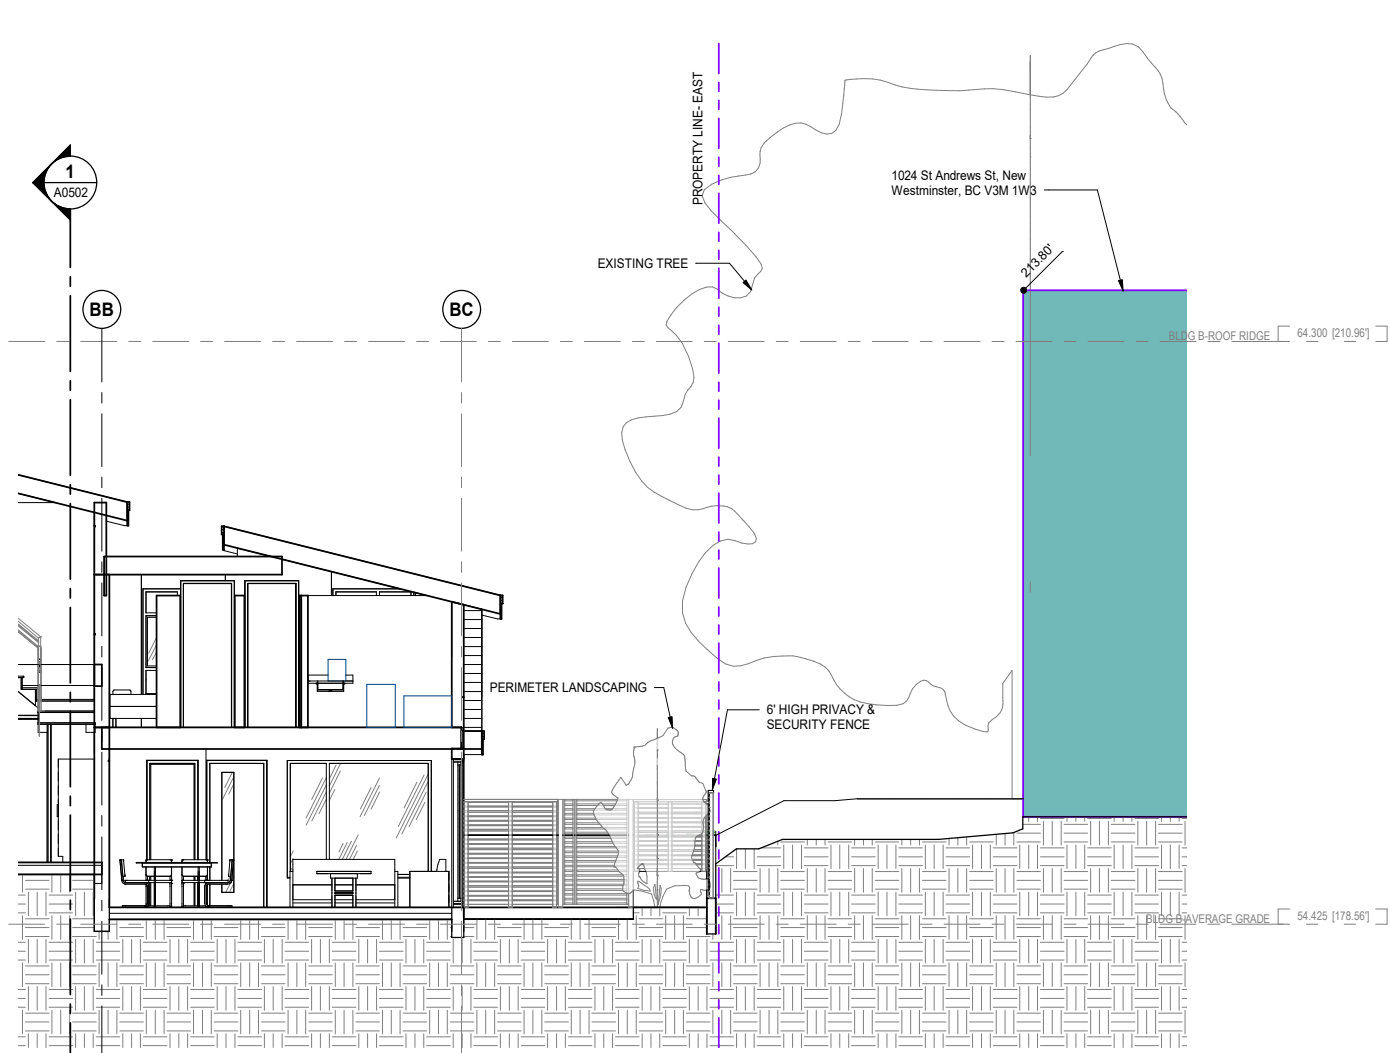 PROPERTY LINE- EAST
1
A0502
1024 St Andrews St, New
Westminster, BC V3M 1W3
213.80'
EXISTING TREE
BB
BC
BLDG B-ROOF RIDGE
64.300 [210.96']
PERIMETER LANDSCAPING
6' HIGH PRIVACY &
SECURITY FENCE
BLDG B-AVERAGE GRADE
54.425 [178.56']